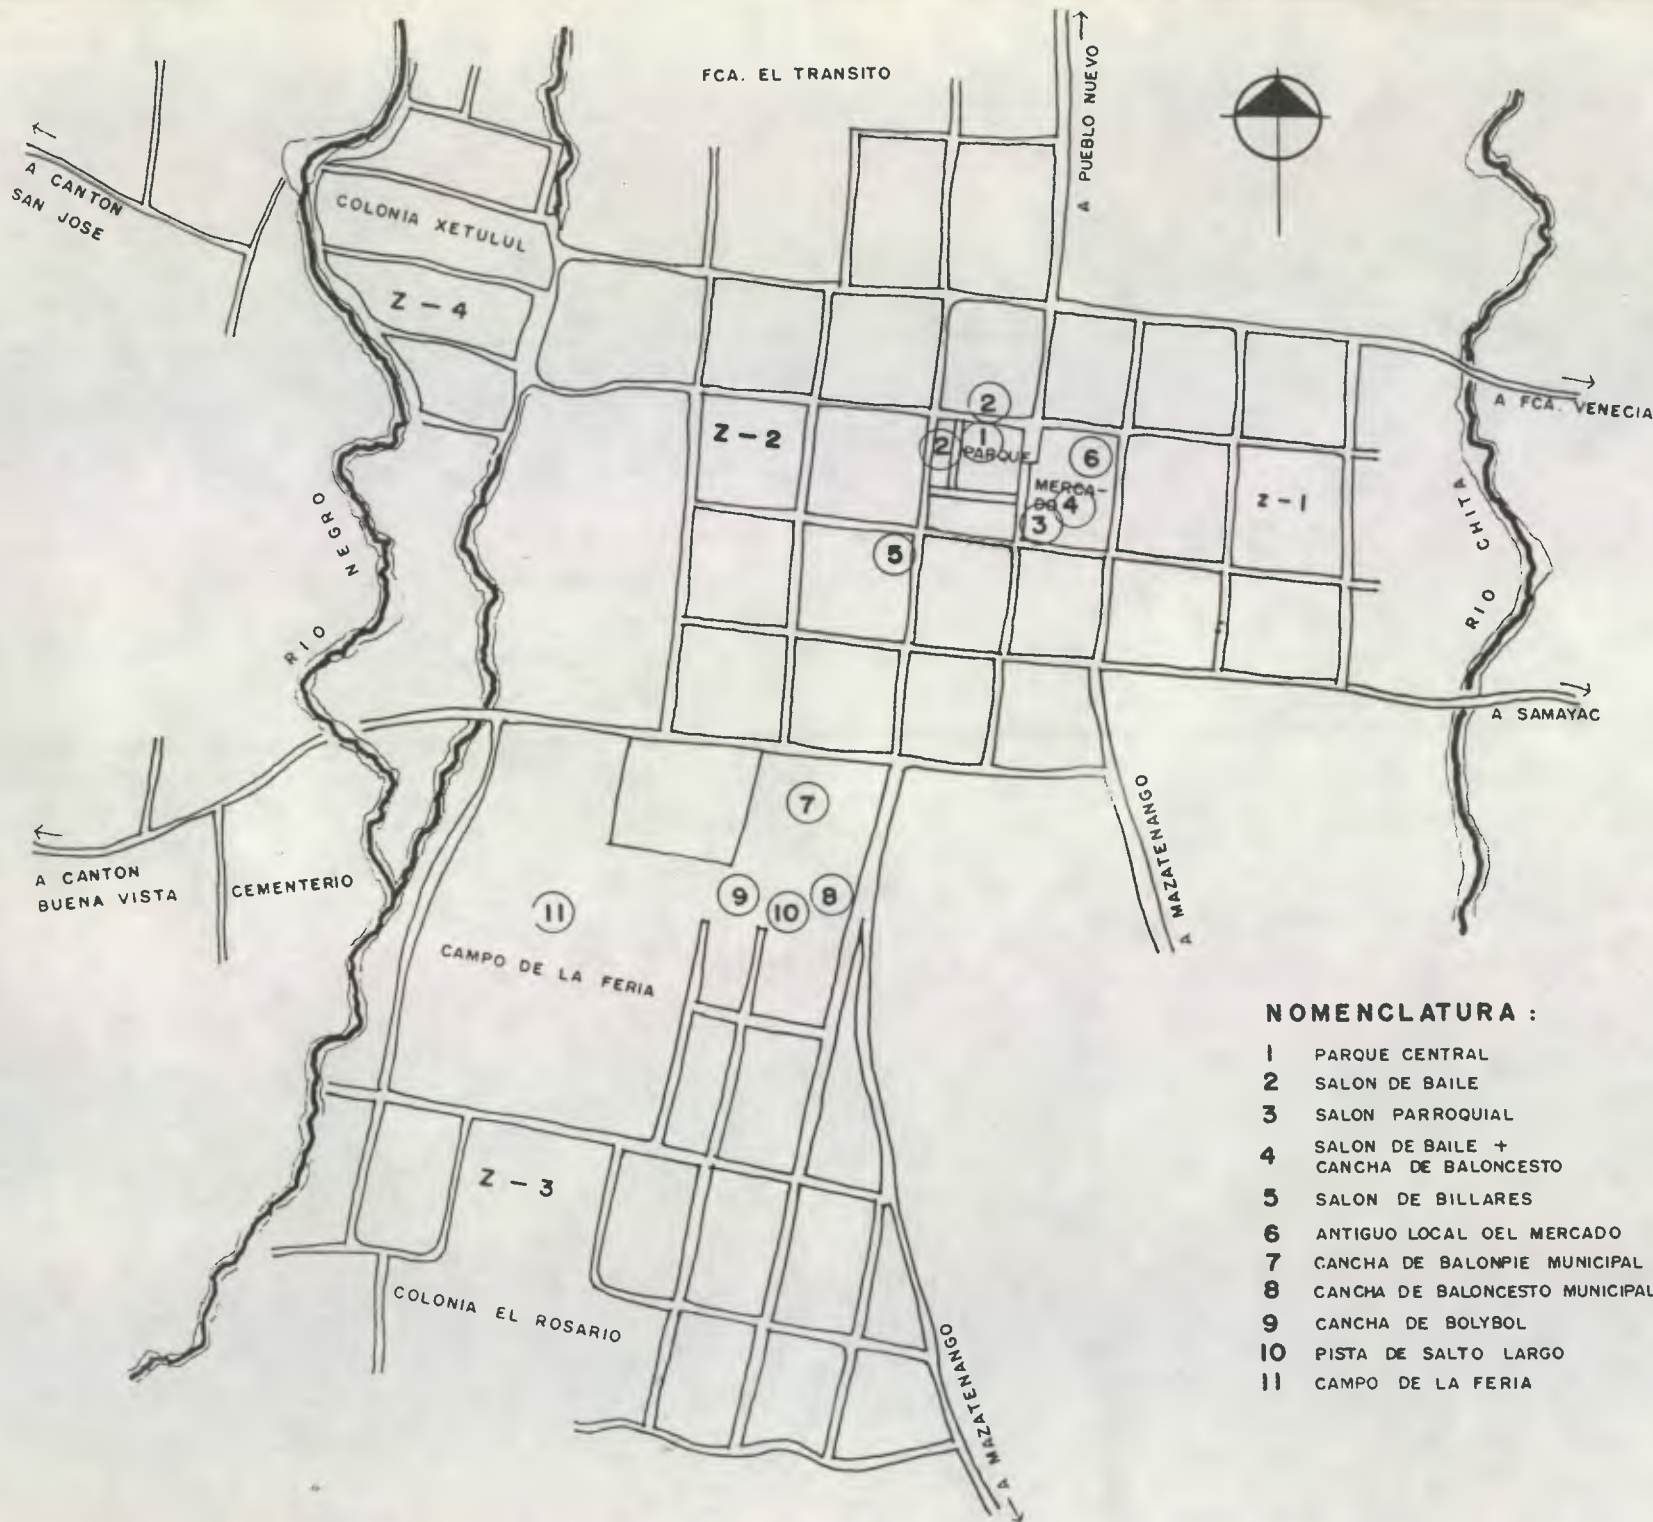 FCA. EL TRANSITO
A PUEBLO NUEVO
A CANTON
SAN JOSE
COLONIA XETULUL
Z - 4
A FCA. VENECIA
Z - 2
2
1
2
PARQUE
6
MERCA-
DO 4
3
Z - 1
5
RIO NEGRO
RIO CHITA
A SAMAYAC
7
A MAZATENANGO
A CANTON
BUENA VISTA
CEMENTERIO
9
10
8
11
CAMPO DE LA FERIA
Z - 3
COLONIA EL ROSARIO
A MAZATENANGO
NOMENCLATURA :
1 PARQUE CENTRAL
2 SALON DE BAILE
3 SALON PARROQUIAL
4 SALON DE BAILE +
CANCHA DE BALONCESTO
5 SALON DE BILLARES
6 ANTIGUO LOCAL OEL MERCADO
7 CANCHA DE BALONPIE MUNICIPAL
8 CANCHA DE BALONCESTO MUNICIPAL
9 CANCHA DE BOLYBOL
10 PISTA DE SALTO LARGO
11 CAMPO DE LA FERIA